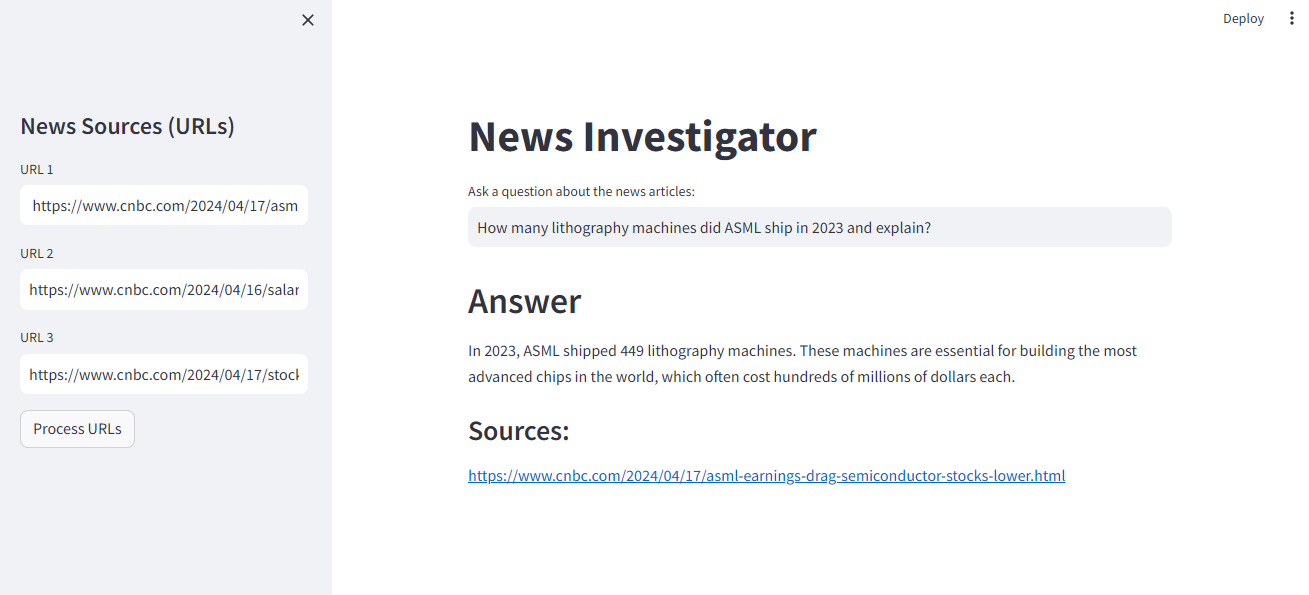 Deploy
News Sources (URLs)
URL 1
https://www.cnbc.com/2024/04/17/asm
URL 2
https://www.cnbc.com/2024/04/16/salar
URL 3
https://www.cnbc.com/2024/04/17/stock
Process URLs
News Investigator
Ask a question about the news articles:
How many lithography machines did ASML ship in 2023 and explain?
Answer
In 2023, ASML shipped 449 lithography machines. These machines are essential for building the most
advanced chips in the world, which often cost hundreds of millions of dollars each.
Sources:
https://www.cnbc.com/2024/04/17/asml-earnings-drag-semiconductor-stocks-lower.html